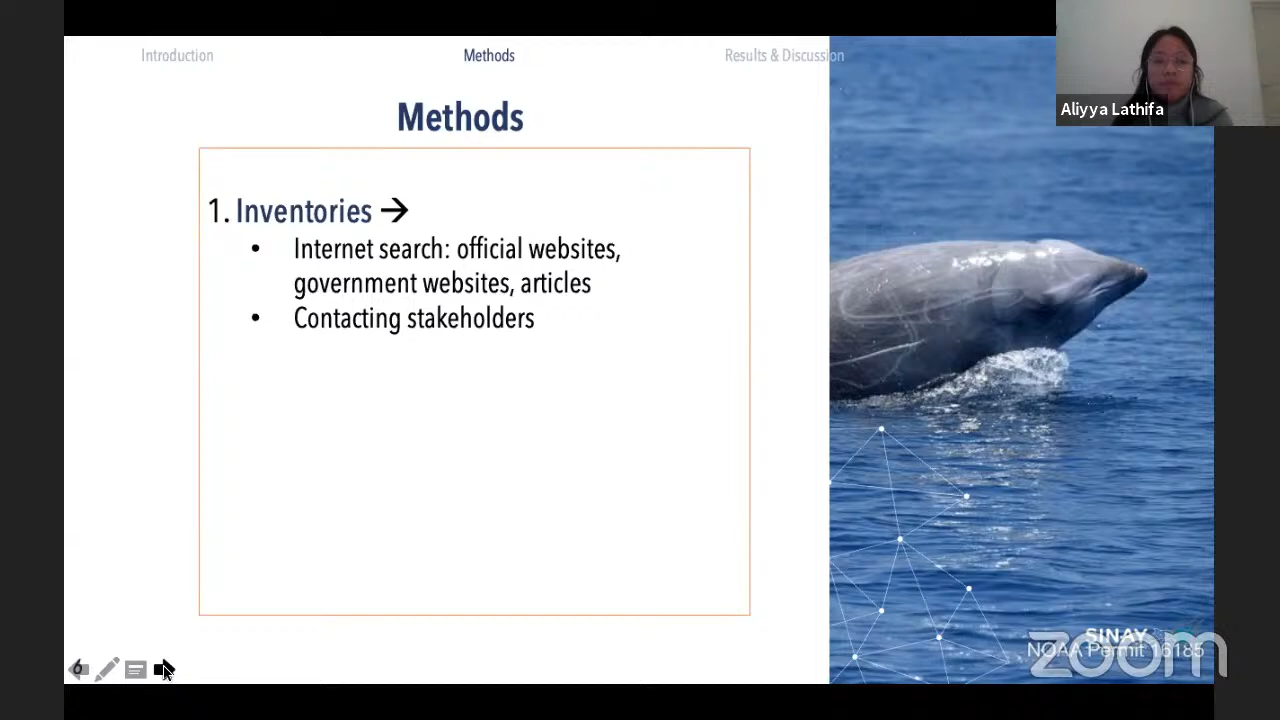 Introduction
Methods
Results & Discussion
Aliyya Lathifa
Methods
1. Inventories →
• Internet search: official websites,
government websites, articles
• Contacting stakeholders
6
SINAY
NOAA Permit 16185
zoom